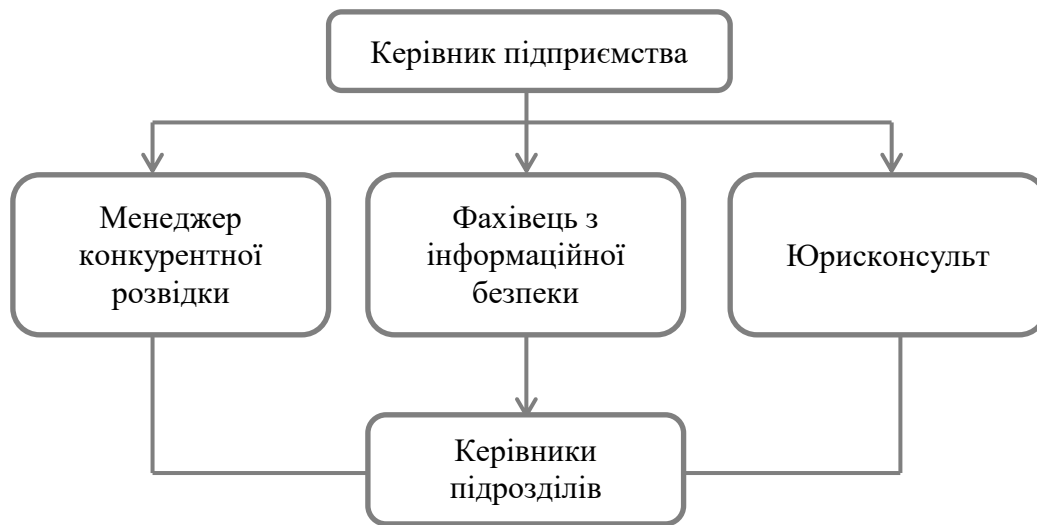 Керівник підприємства
Менеджер
конкурентної
розвідки
Фахівець з
інформаційної
безпеки
Юрисконсульт
Керівники
підрозділів